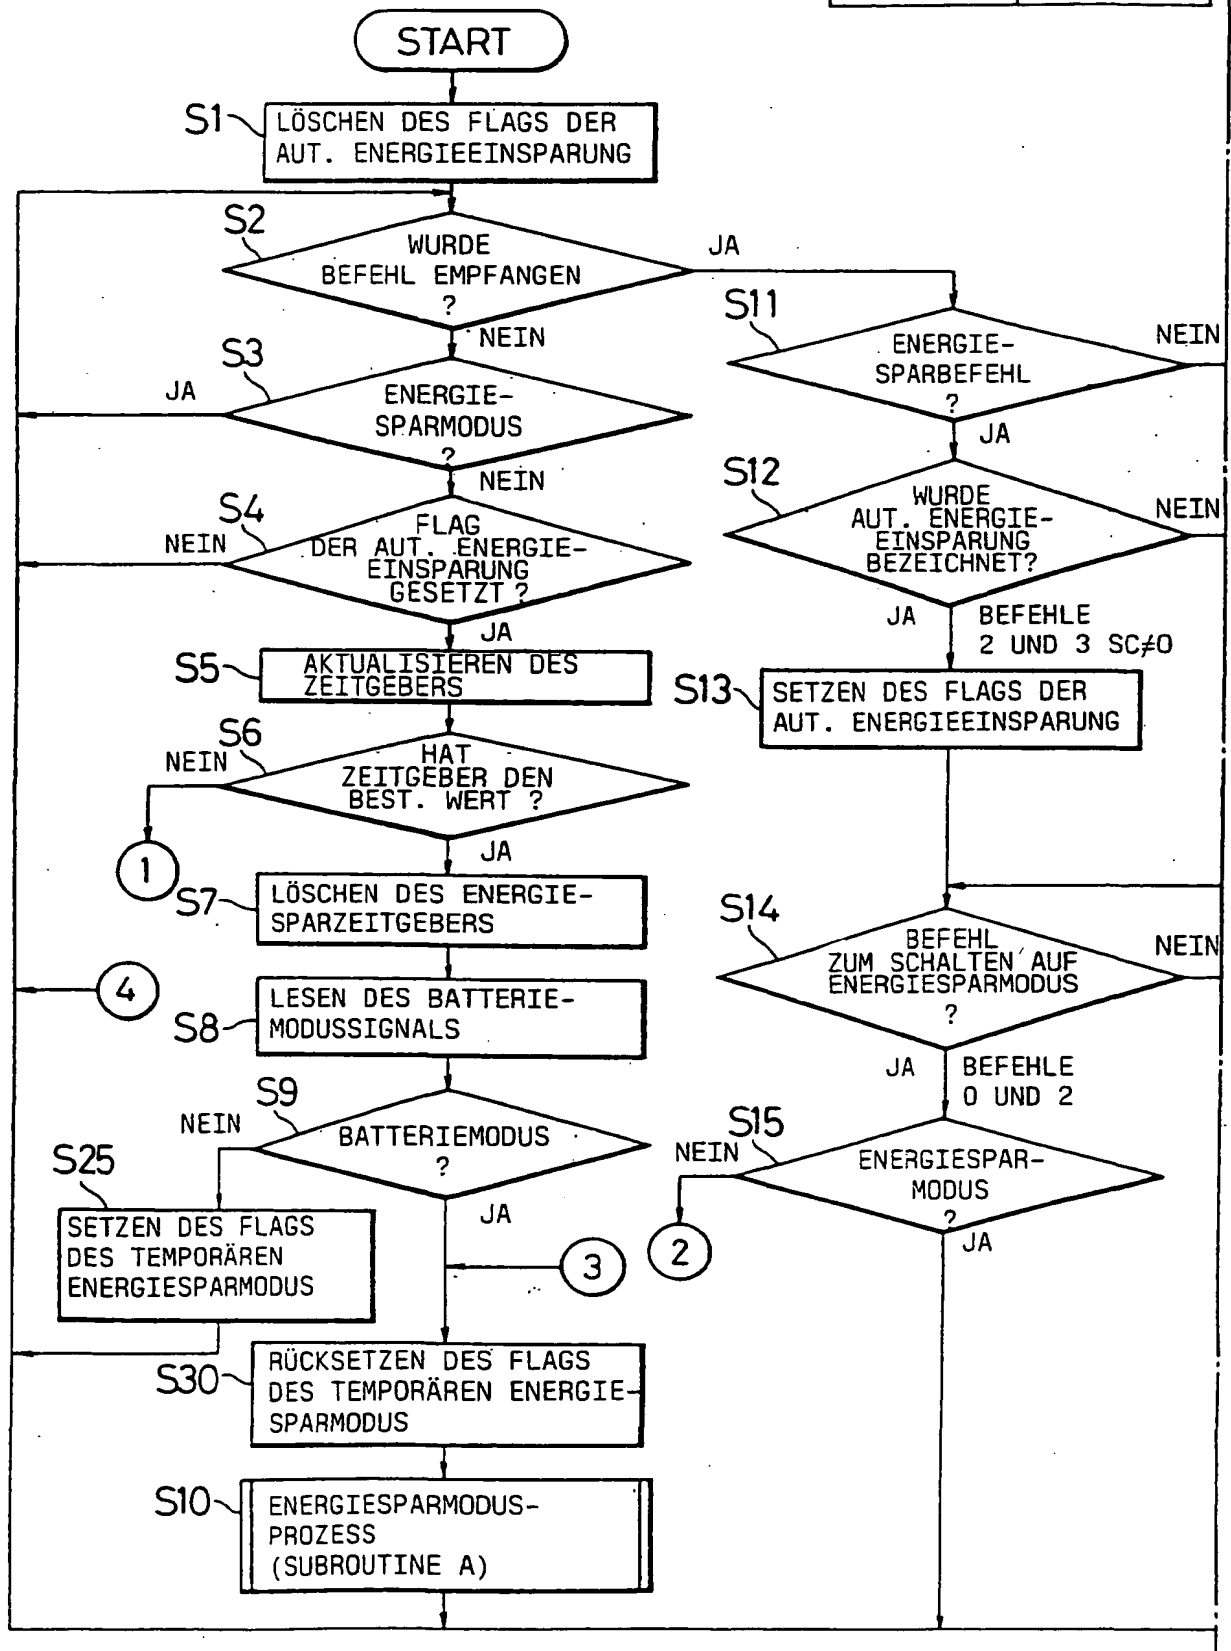 START
S1
LÖSCHEN DES FLAGS DER
AUT. ENERGIEEINSPARUNG
S2
WURDE
BEFEHL EMPFANGEN
?
JA
NEIN
S3
ENERGIE-
SPARMODUS
?
JA
NEIN
S4
FLAG
DER AUT. ENERGIE-
EINSPARUNG
GESETZT ?
NEIN
JA
S5
AKTUALISIEREN DES
ZEITGEBERS
S6
HAT
ZEITGEBER DEN
BEST. WERT ?
NEIN
1
JA
S7
LÖSCHEN DES ENERGIE-
SPARZEITGEBERS
4
S8
LESEN DES BATTERIE-
MODUSSIGNALS
S9
BATTERIEMODUS
?
NEIN
JA
S25
SETZEN DES FLAGS
DES TEMPORÄREN
ENERGIESPARMODUS
3
S30
RÜCKSETZEN DES FLAGS
DES TEMPORÄREN ENERGIE-
SPARMODUS
S10
ENERGIESPARMODUS-
PROZESS
(SUBROUTINE A)
S11
ENERGIE-
SPARBEFEHL
?
NEIN
JA
S12
WURDE
AUT. ENERGIE-
EINSPARUNG
BEZEICHNET?
NEIN
JA
BEFEHLE
2 UND 3 SC≠0
S13
SETZEN DES FLAGS DER
AUT. ENERGIEEINSPARUNG
S14
BEFEHL
ZUM SCHALTEN AUF
ENERGIESPARMODUS
?
NEIN
JA
BEFEHLE
0 UND 2
S15
ENERGIESPAR-
MODUS
?
NEIN
2
JA